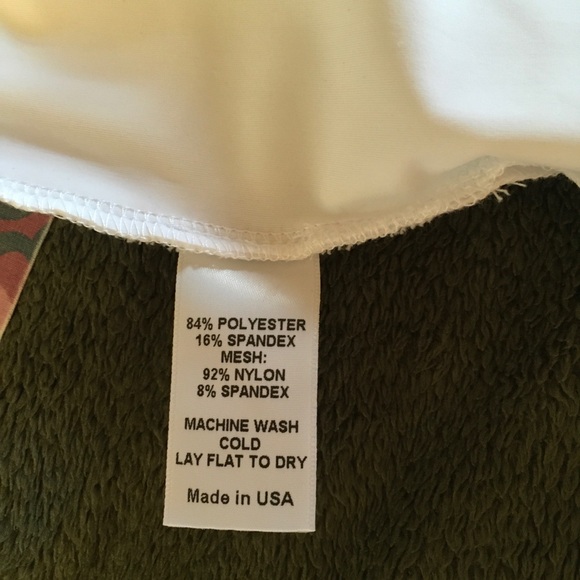 84% POLYESTER
16% SPANDEX
MESH:
92% NYLON
8% SPANDEX
MACHINE WASH
COLD
LAY FLAT TO DRY
Made in USA